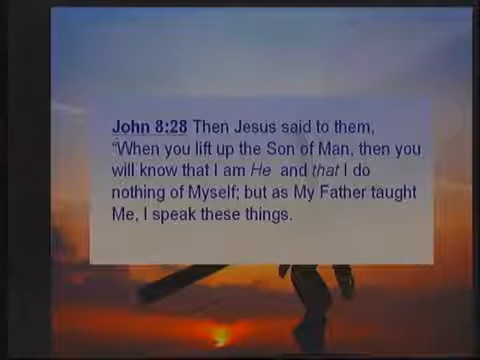 John 8:28 Then Jesus said to them,
“When you lift up the Son of Man, then you
will know that I am He and that I do
nothing of Myself; but as My Father taught
Me, I speak these things.